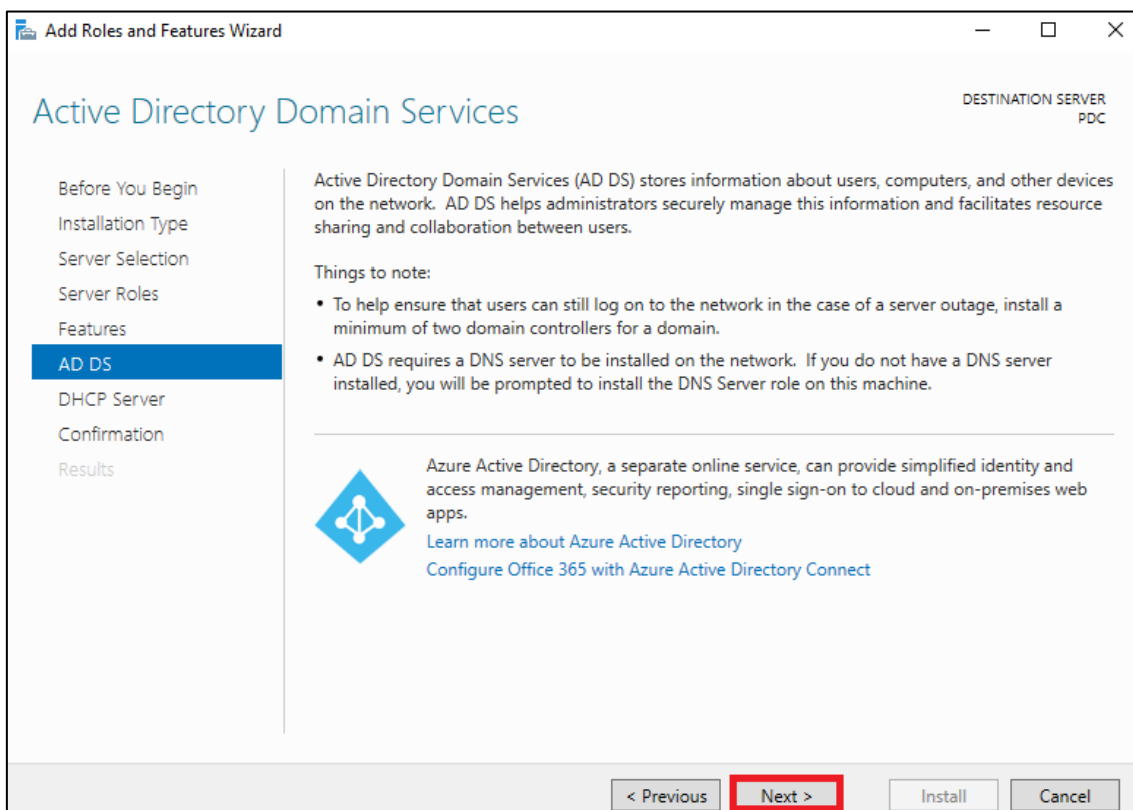 Add Roles and Features Wizard
Active Directory Domain Services
DESTINATION SERVER
PDC
Before You Begin
Installation Type
Server Selection
Server Roles
Features
AD DS
DHCP Server
Confirmation
Results
Active Directory Domain Services (AD DS) stores information about users, computers, and other devices
on the network.  AD DS helps administrators securely manage this information and facilitates resource
sharing and collaboration between users.
Things to note:
• To help ensure that users can still log on to the network in the case of a server outage, install a
minimum of two domain controllers for a domain.
• AD DS requires a DNS server to be installed on the network.  If you do not have a DNS server
installed, you will be prompted to install the DNS Server role on this machine.
Azure Active Directory, a separate online service, can provide simplified identity and
access management, security reporting, single sign-on to cloud and on-premises web
apps.
Learn more about Azure Active Directory
Configure Office 365 with Azure Active Directory Connect
< Previous
Next >
Install
Cancel